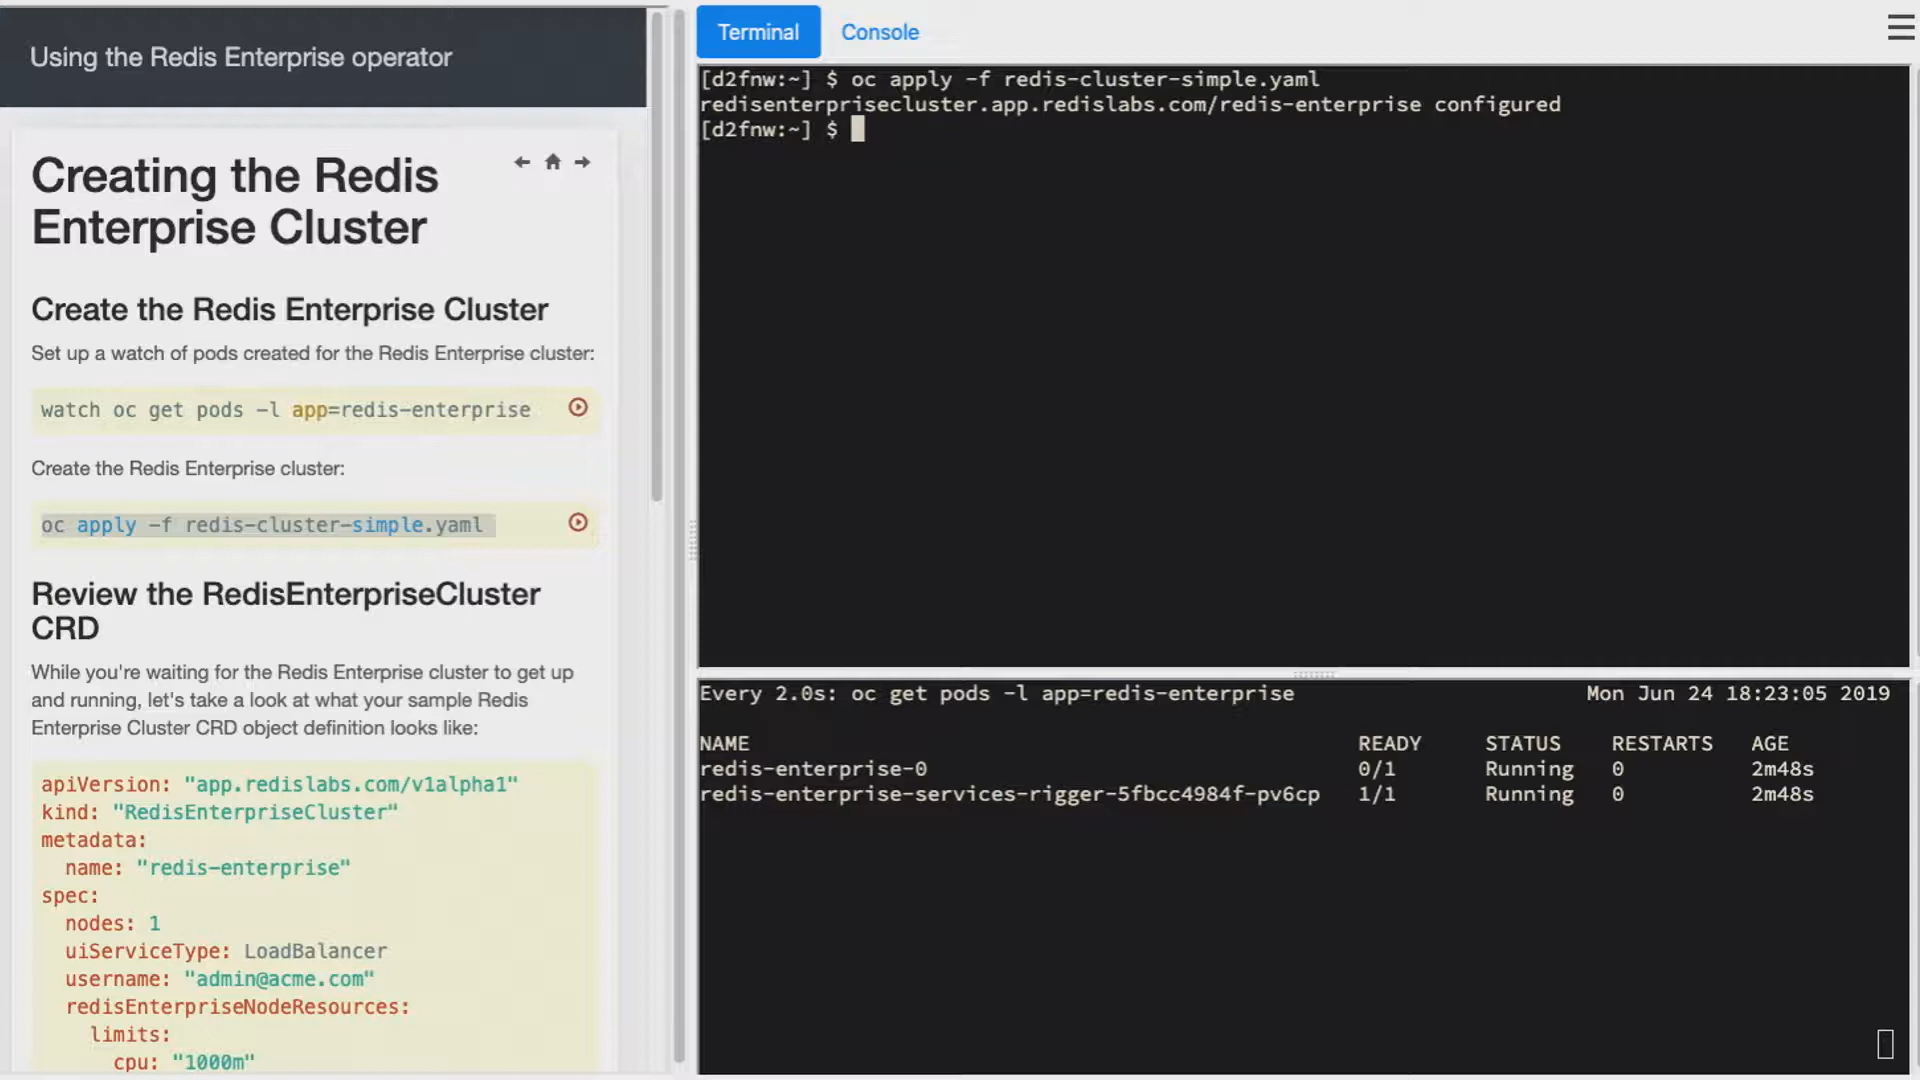 Using the Redis Enterprise operator
Creating the Redis
Enterprise Cluster
Create the Redis Enterprise Cluster
Set up a watch of pods created for the Redis Enterprise cluster:
watch oc get pods -l app=redis-enterprise
Create the Redis Enterprise cluster:
oc apply -f redis-cluster-simple.yaml
Review the RedisEnterpriseCluster
CRD
While you're waiting for the Redis Enterprise cluster to get up
and running, let's take a look at what your sample Redis
Enterprise Cluster CRD object definition looks like:
apiVersion: "app.redislabs.com/v1alpha1"
kind: "RedisEnterpriseCluster"
metadata:
name: "redis-enterprise"
spec:
nodes: 1
uiServiceType: LoadBalancer
username: "admin@acme.com"
redisEnterpriseNodeResources:
limits:
cpu: "1000m"
Terminal Console
[d2fnw:~] $ oc apply -f redis-cluster-simple.yaml
redisenterprisecluster.app.redislabs.com/redis-enterprise configured
[d2fnw:~] $
Every 2.0s: oc get pods -l app=redis-enterprise Mon Jun 24 18:23:05 2019
NAME READY STATUS RESTARTS AGE
redis-enterprise-0 0/1 Running 0 2m48s
redis-enterprise-services-rigger-5fbcc4984f-pv6cp 1/1 Running 0 2m48s